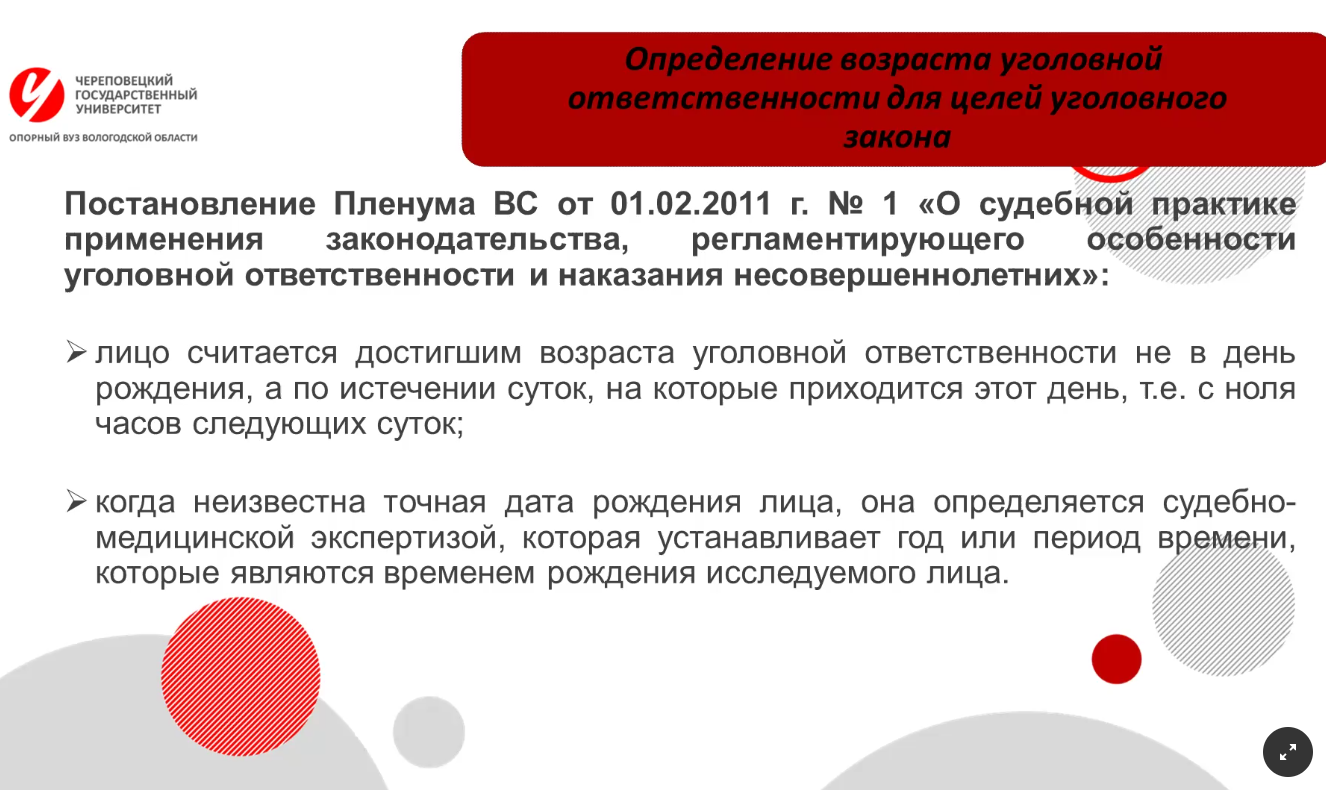 ЧЕРЕПОВЕЦКИЙ
ГОСУДАРСТВЕННЫЙ
УНИВЕРСИТЕТ
ОПОРНЫЙ ВУЗ ВОЛОГОДСКОЙ ОБЛАСТИ
Определение возраста уголовной
ответственности для целей уголовного
закона
Постановление Пленума ВС от 01.02.2011 г. № 1 «О судебной практике
применения законодательства, регламентирующего особенности
уголовной ответственности и наказания несовершеннолетних»:
лицо считается достигшим возраста уголовной ответственности не в день
рождения, а по истечении суток, на которые приходится этот день, т.е. с ноля
часов следующих суток;
когда неизвестна точная дата рождения лица, она определяется судебно-
медицинской экспертизой, которая устанавливает год или период времени,
которые являются временем рождения исследуемого лица.